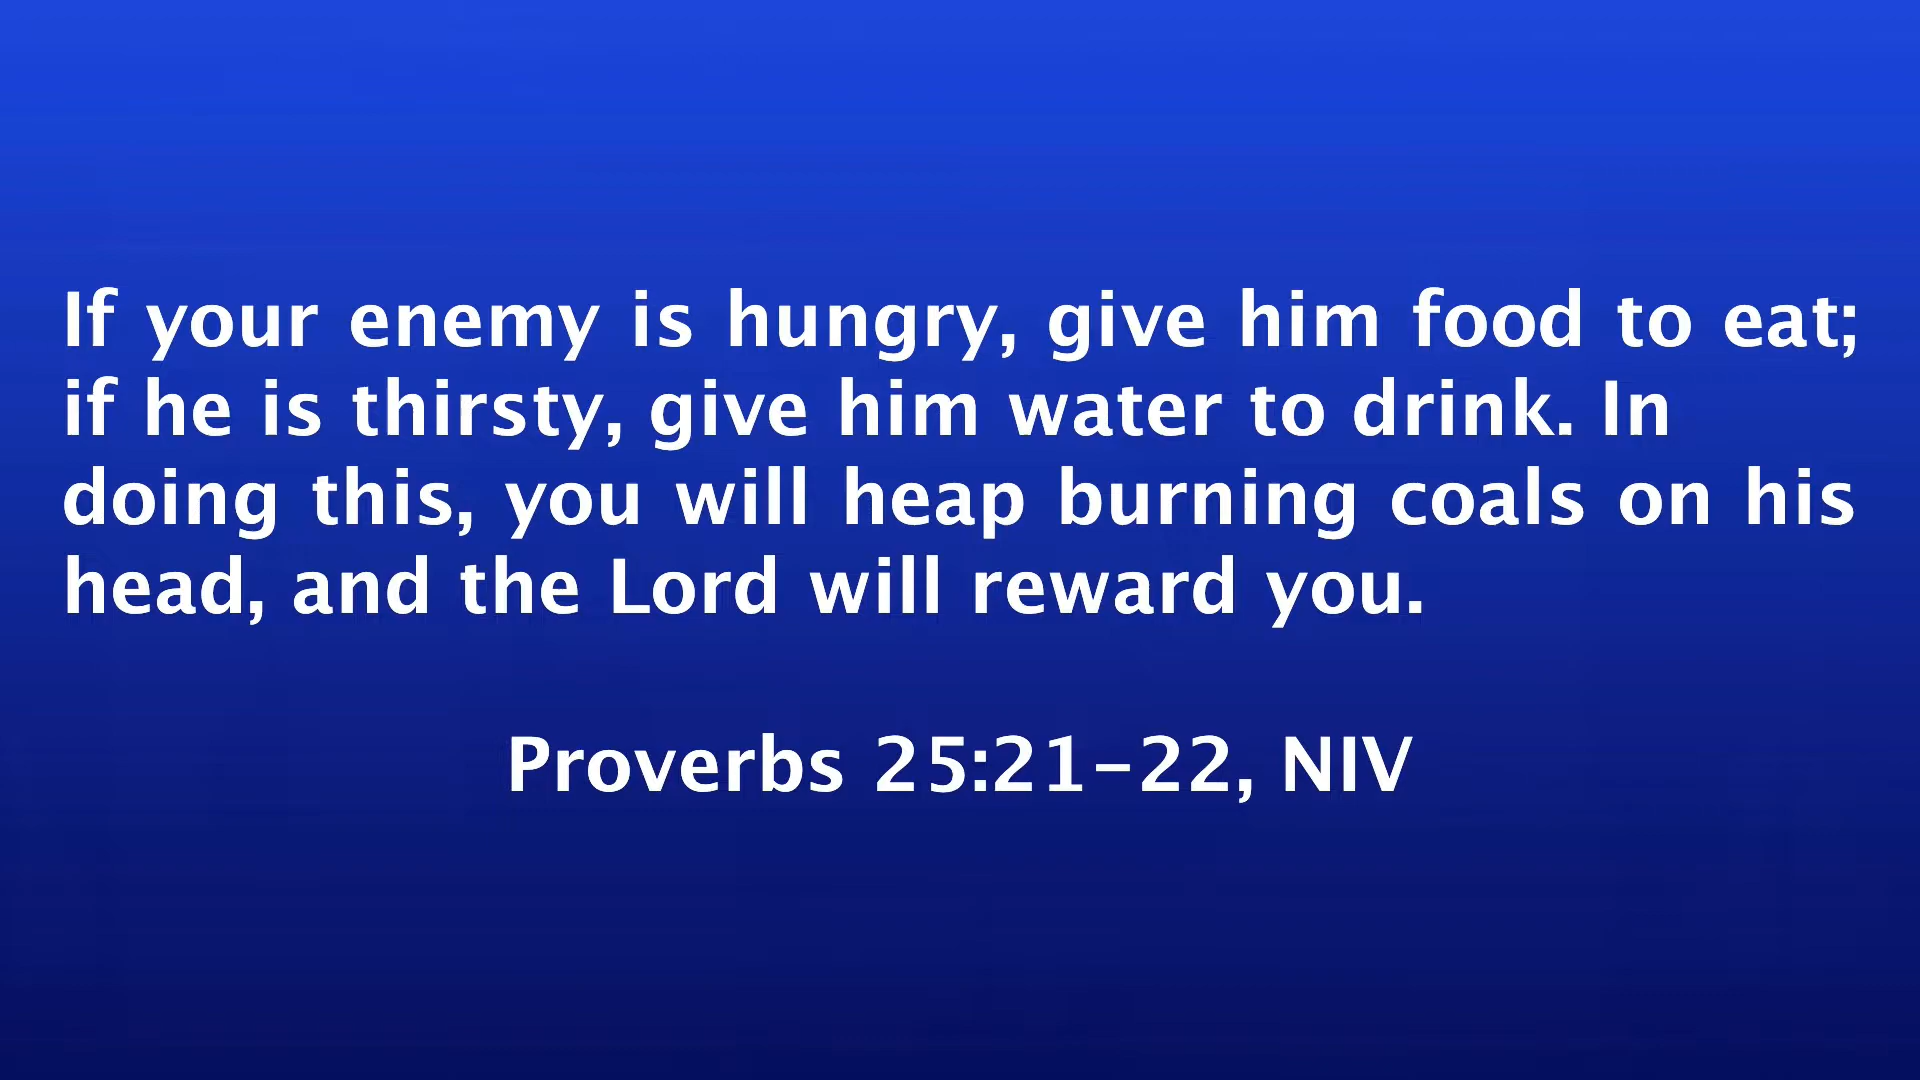 If your enemy is hungry, give him food to eat;
if he is thirsty, give him water to drink. In
doing this, you will heap burning coals on his
head, and the Lord will reward you.
Proverbs 25:21-22, NIV